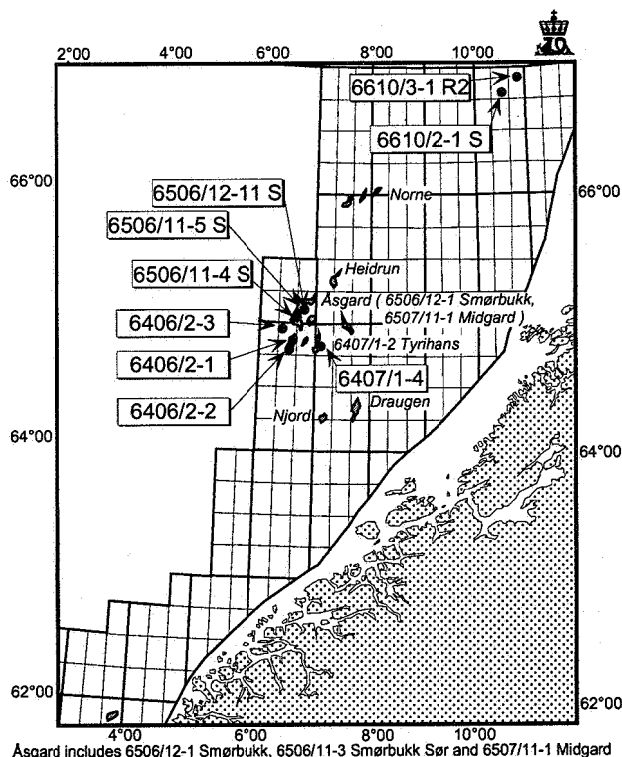 2°00 4°00 6°00 8°00 10°00
6610/3-1 R2
6610/2-1 S
66°00 66°00
6506/12-11 S
Norne
6506/11-5 S
Heidrun
6506/11-4 S
Åsgard ( 6506/12-1 Smørbukk,
6507/11-1 Midgard )
6406/2-3
6407/1-2 Tyrihans
6406/2-1
6407/1-4
6406/2-2
Draugen
Njord
64°00 64°00
62°00 62°00
4°00 6°00 8°00 10°00
Åsgard includes 6506/12-1 Smørbukk, 6506/11-3 Smørbukk Sør and 6507/11-1 Midgard